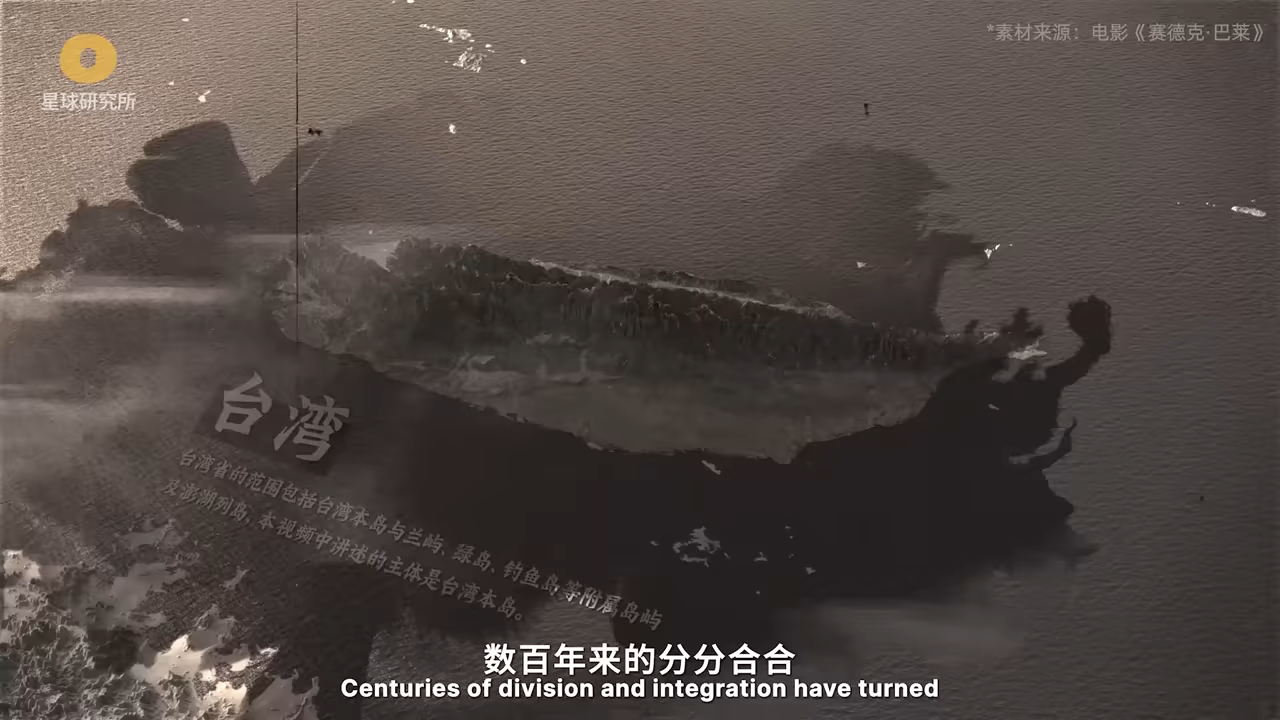 星球研究所
*素材来源：电影《赛德克·巴莱》
台湾
台湾省的范围包括台湾本岛与兰屿、绿岛、钓鱼岛等附属岛屿
及澎湖列岛，本视频中讲述的主体是台湾本岛。
数百年来的分分合合
Centuries of division and integration have turned